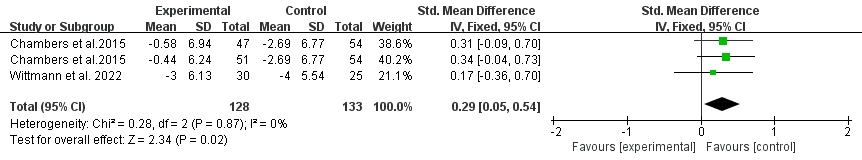 Experimental Control Std. Mean Difference Std. Mean Difference
Study or Subgroup Mean SD Total Mean SD Total Weight IV, Fixed, 95% CI IV, Fixed, 95% CI
Chambers et al.2015 -0.58 6.94 47 -2.69 6.77 54 38.6% 0.31 [-0.09, 0.70]
Chambers et al.2015 -0.44 6.24 51 -2.69 6.77 54 40.2% 0.34 [-0.04, 0.73]
Wittmann et al. 2022 -3 6.13 30 -4 5.54 25 21.1% 0.17 [-0.36, 0.70]
Total (95% CI) 128 133 100.0% 0.29 [0.05, 0.54]
Heterogeneity: Chi² = 0.28, df = 2 (P = 0.87); I² = 0%
Test for overall effect: Z = 2.34 (P = 0.02)
-2 -1 0 1 2
Favours [experimental] Favours [control]